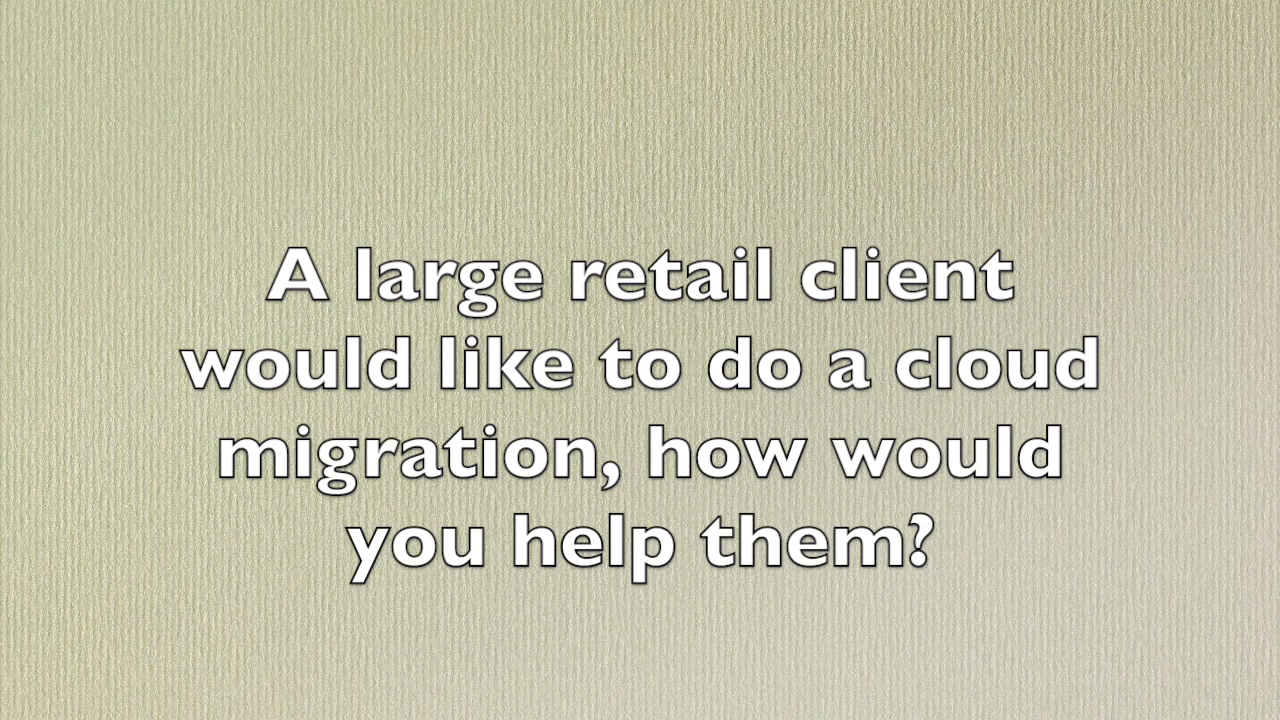 A large retail client
would like to do a cloud
migration, how would
you help them?